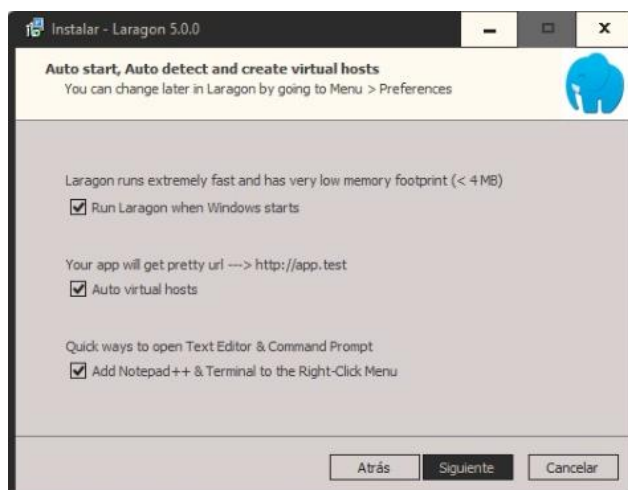 Instalar - Laragon 5.0.0
Auto start, Auto detect and create virtual hosts
You can change later in Laragon by going to Menu > Preferences
Laragon runs extremely fast and has very low memory footprint (< 4 MB)
Run Laragon when Windows starts
Your app will get pretty url ---> http://app.test
Auto virtual hosts
Quick ways to open Text Editor & Command Prompt
Add Notepad++ & Terminal to the Right-Click Menu
Atrás Siguiente Cancelar